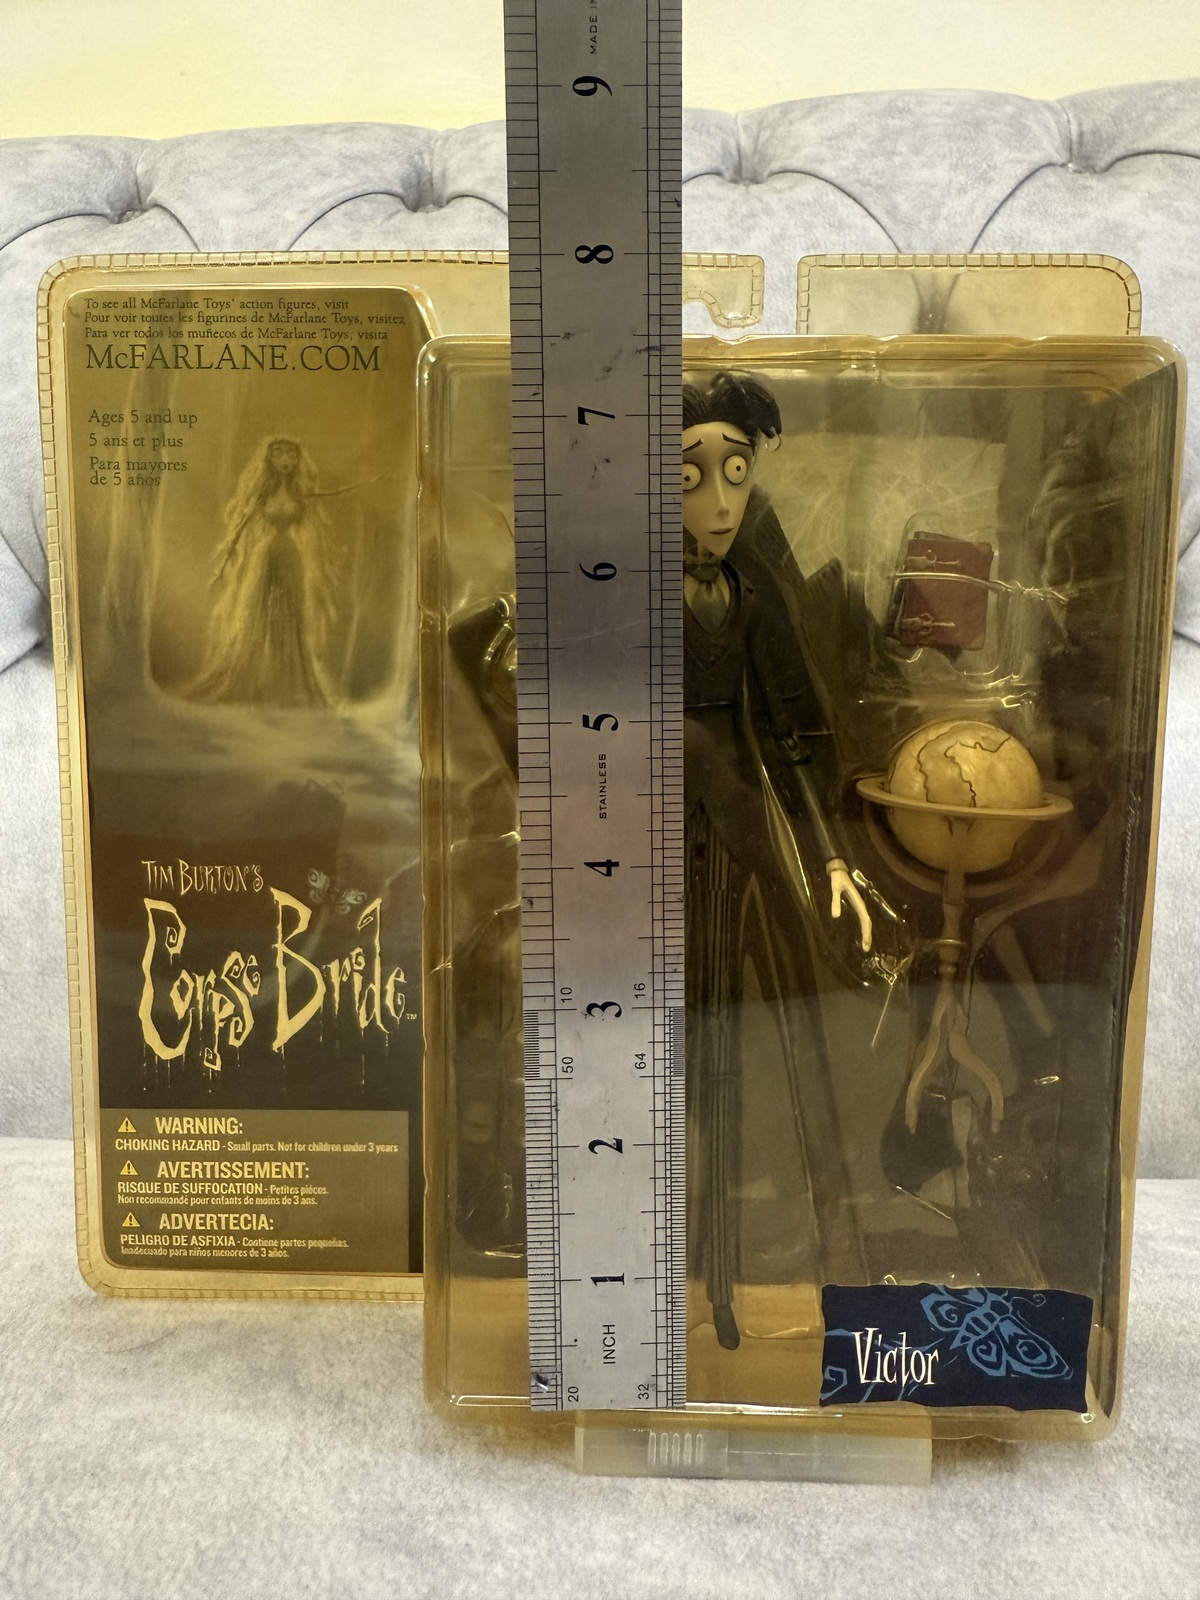 To see all McFarlane Toys' action figures, visit
Pour voir toutes les figurines de McFarlane Toys, visitez
Para ver todos los muñecos de McFarlane Toys, visita
McFARLANE.COM
Ages 5 and up
5 ans et plus
Para mayores
de 5 años
TIM BURTON'S
Corpse Bride™
WARNING:
CHOKING HAZARD - Small parts. Not for children under 3 years
AVERTISSEMENT:
RISQUE DE SUFFOCATION - Petites pièces.
Non recommandé pour enfants de moins de 3 ans.
ADVERTECIA:
PELIGRO DE ASFIXIA - Contiene partes pequeñas.
Inadecuado para niños menores de 3 años.
MADE IN
9
8
7
6
5
STAINLESS
4
10
3
16
50
64
2
1
INCH
20
32
Victor